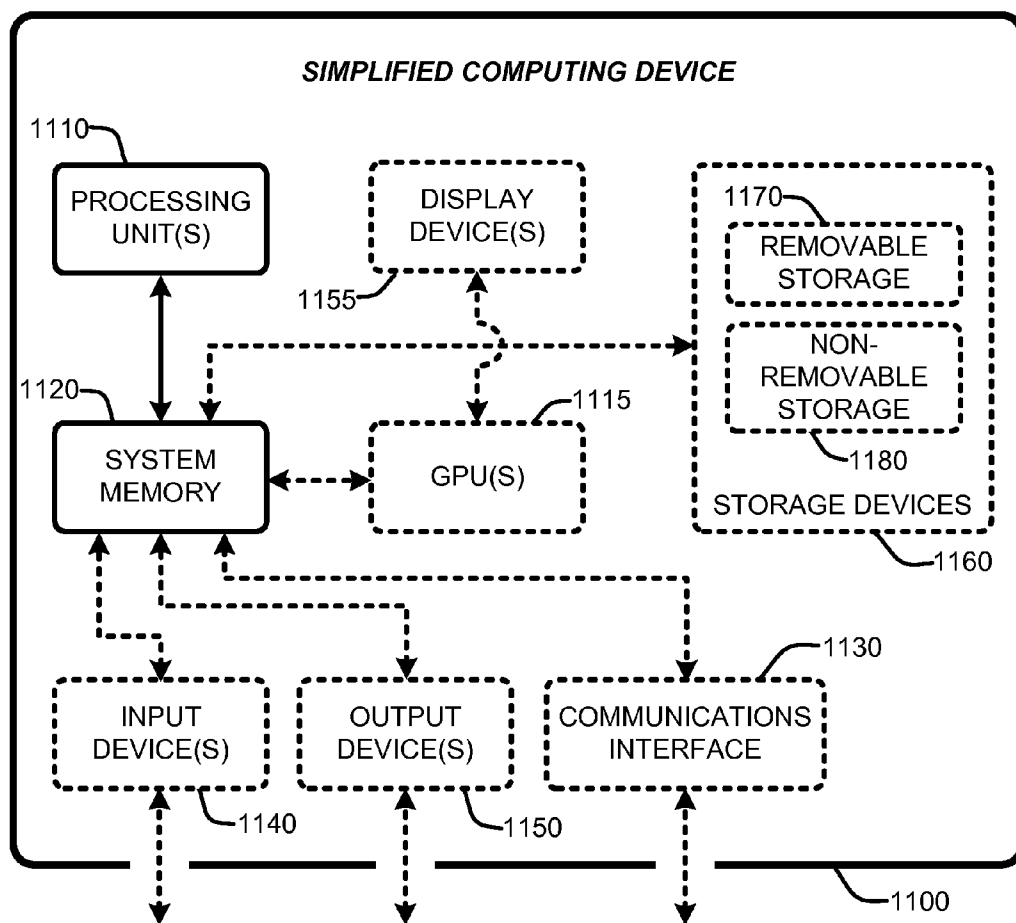 SIMPLIFIED COMPUTING DEVICE
1110
PROCESSING
UNIT(S)
DISPLAY
DEVICE(S)
1155
1170
REMOVABLE
STORAGE
NON-
REMOVABLE
STORAGE
1180
STORAGE DEVICES
1160
1120
SYSTEM
MEMORY
1115
GPU(S)
1130
INPUT
DEVICE(S)
1140
OUTPUT
DEVICE(S)
1150
COMMUNICATIONS
INTERFACE
1100